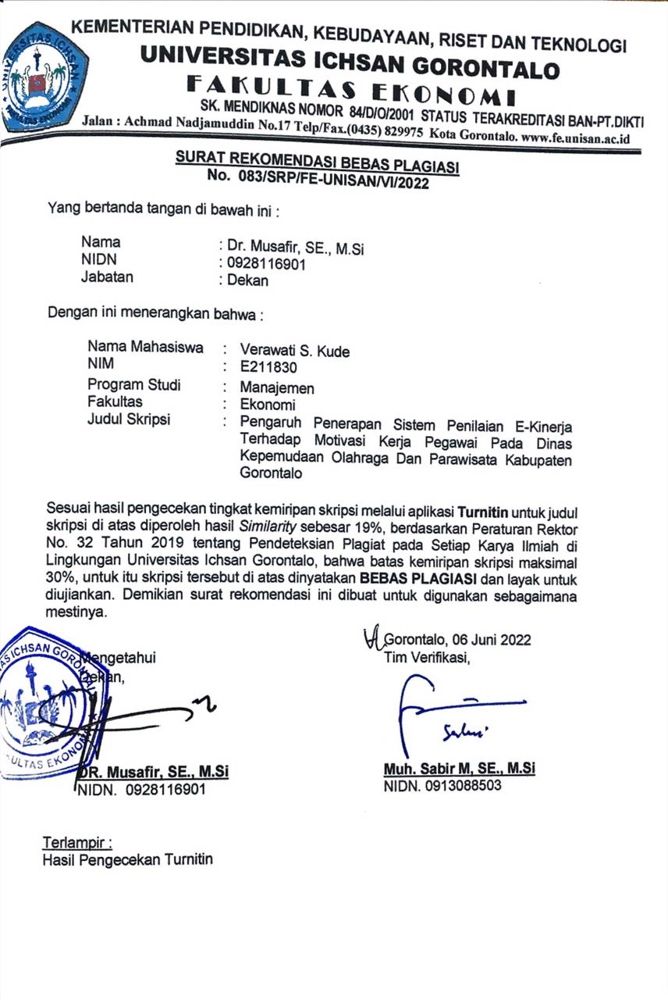 KEMENTERIAN PENDIDIKAN, KEBUDAYAAN, RISET DAN TEKNOLOGI
UNIVERSITAS ICHSAN GORONTALO
FAKULTAS EKONOMI
SK. MENDIKNAS NOMOR 84/D/O/2001 STATUS TERAKREDITASI BAN-PT.DIKTI
Jalan : Achmad Nadjamuddin No.17 Telp/Fax.(0435) 829975 Kota Gorontalo. www.fe.unisan.ac.id
UNIVERSITAS ICHSAN
FAKULTAS EKONOMI
SURAT REKOMENDASI BEBAS PLAGIASI
No. 083/SRP/FE-UNISAN/VI/2022
Yang bertanda tangan di bawah ini :
Nama : Dr. Musafir, SE., M.Si
NIDN : 0928116901
Jabatan : Dekan
Dengan ini menerangkan bahwa :
Nama Mahasiswa : Verawati S. Kude
NIM : E211830
Program Studi : Manajemen
Fakultas : Ekonomi
Judul Skripsi : Pengaruh Penerapan Sistem Penilaian E-Kinerja
Terhadap Motivasi Kerja Pegawai Pada Dinas
Kepemudaan Olahraga Dan Parawisata Kabupaten
Gorontalo
Sesuai hasil pengecekan tingkat kemiripan skripsi melalui aplikasi Turnitin untuk judul
skripsi di atas diperoleh hasil Similarity sebesar 19%, berdasarkan Peraturan Rektor
No. 32 Tahun 2019 tentang Pendeteksian Plagiat pada Setiap Karya Ilmiah di
Lingkungan Universitas Ichsan Gorontalo, bahwa batas kemiripan skripsi maksimal
30%, untuk itu skripsi tersebut di atas dinyatakan BEBAS PLAGIASI dan layak untuk
diujiankan. Demikian surat rekomendasi ini dibuat untuk digunakan sebagaimana
mestinya.
Mengetahui
Dekan,
AS ICHSAN GORONTALO
FAKULTAS EKONOMI
DR. Musafir, SE., M.Si
NIDN. 0928116901
Gorontalo, 06 Juni 2022
Tim Verifikasi,
Muh. Sabir M, SE., M.Si
NIDN. 0913088503
Terlampir :
Hasil Pengecekan Turnitin